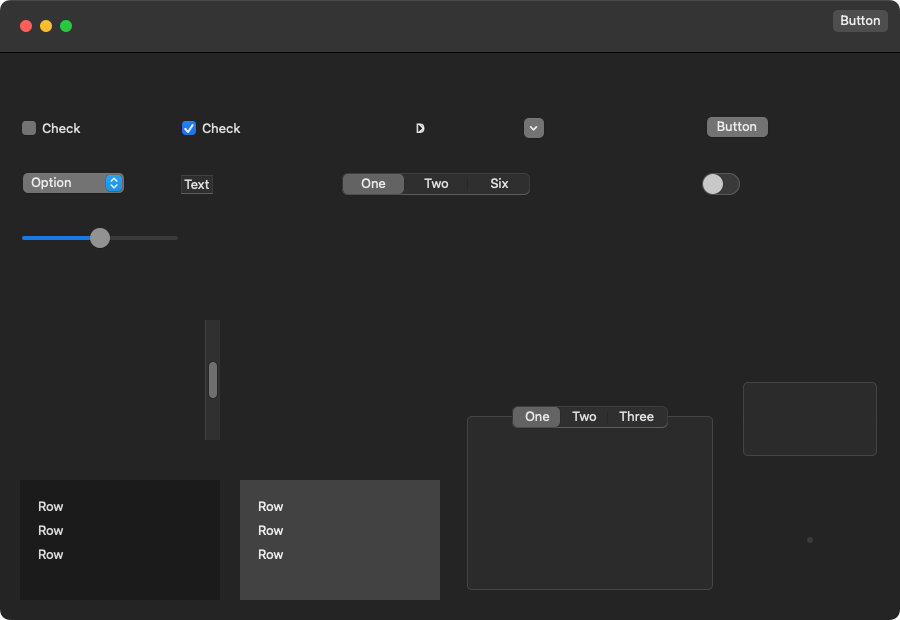 Button
Check
Check
D
Button
Option
Text
One
Two
Six
One
Two
Three
Row
Row
Row
Row
Row
Row